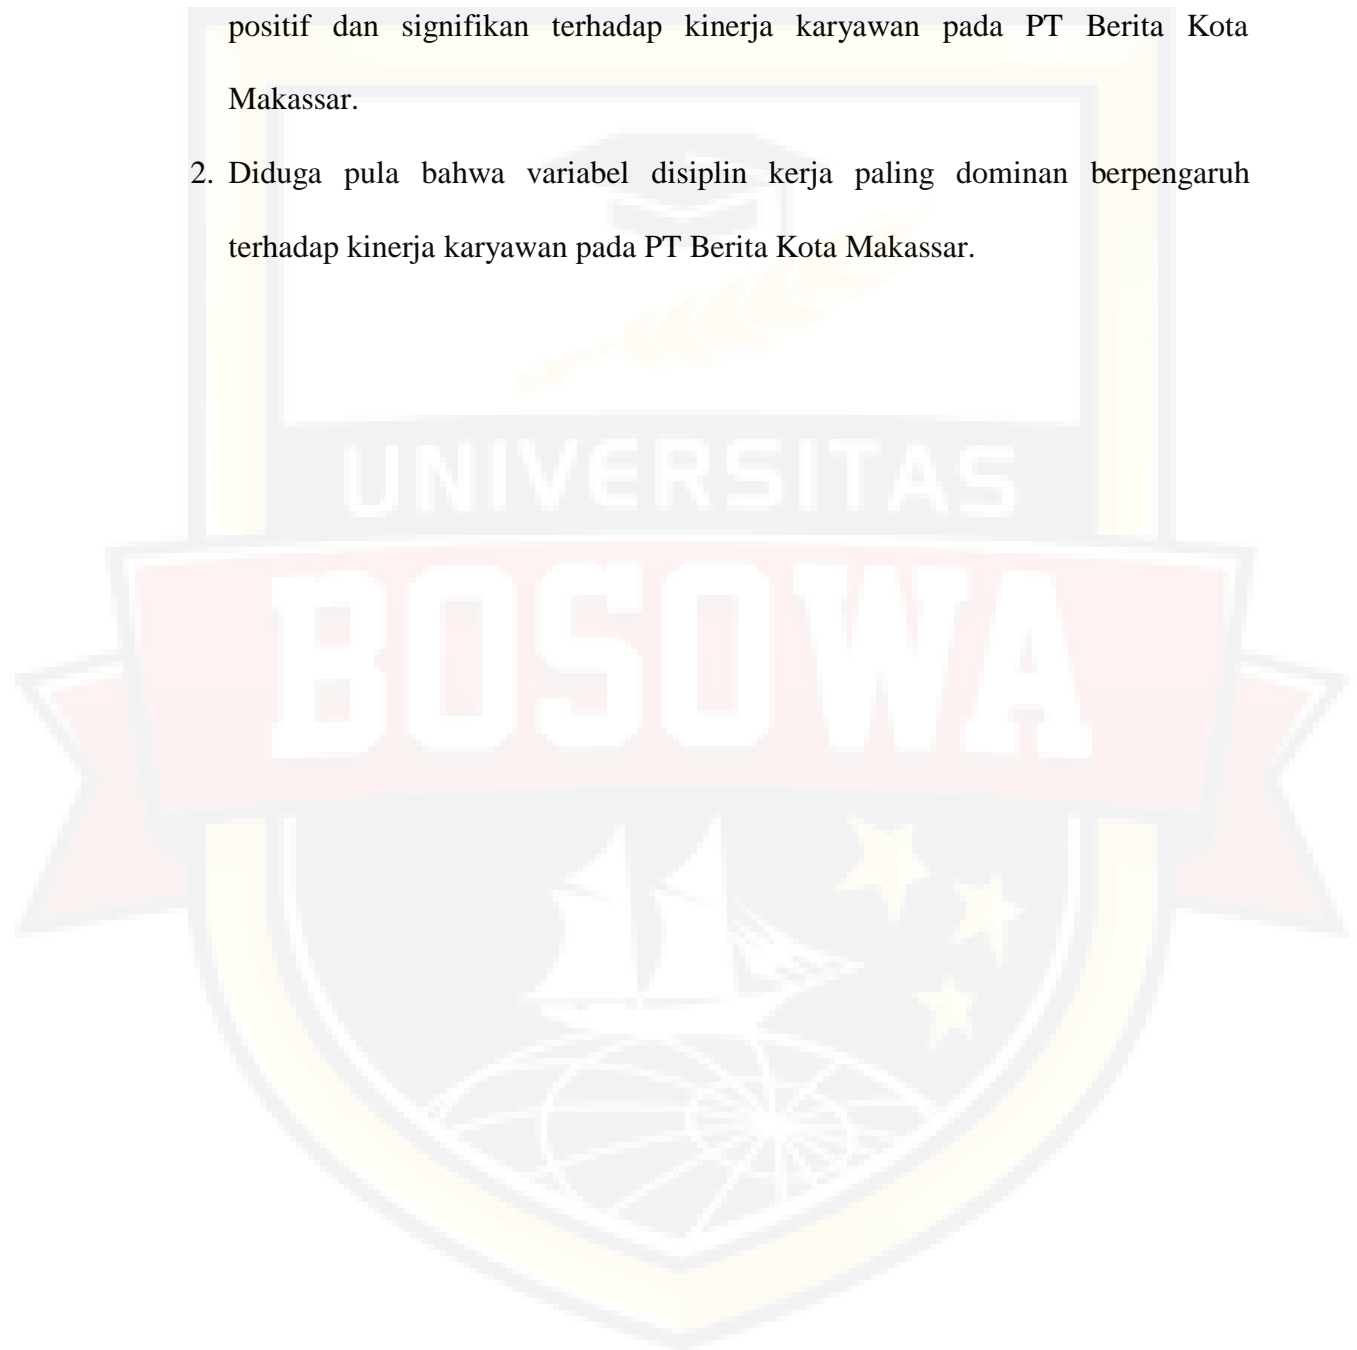 positif dan signifikan terhadap kinerja karyawan pada PT Berita Kota
Makassar.
2. Diduga pula bahwa variabel disiplin kerja paling dominan berpengaruh
terhadap kinerja karyawan pada PT Berita Kota Makassar.
UNIVERSITAS
BOSOWA